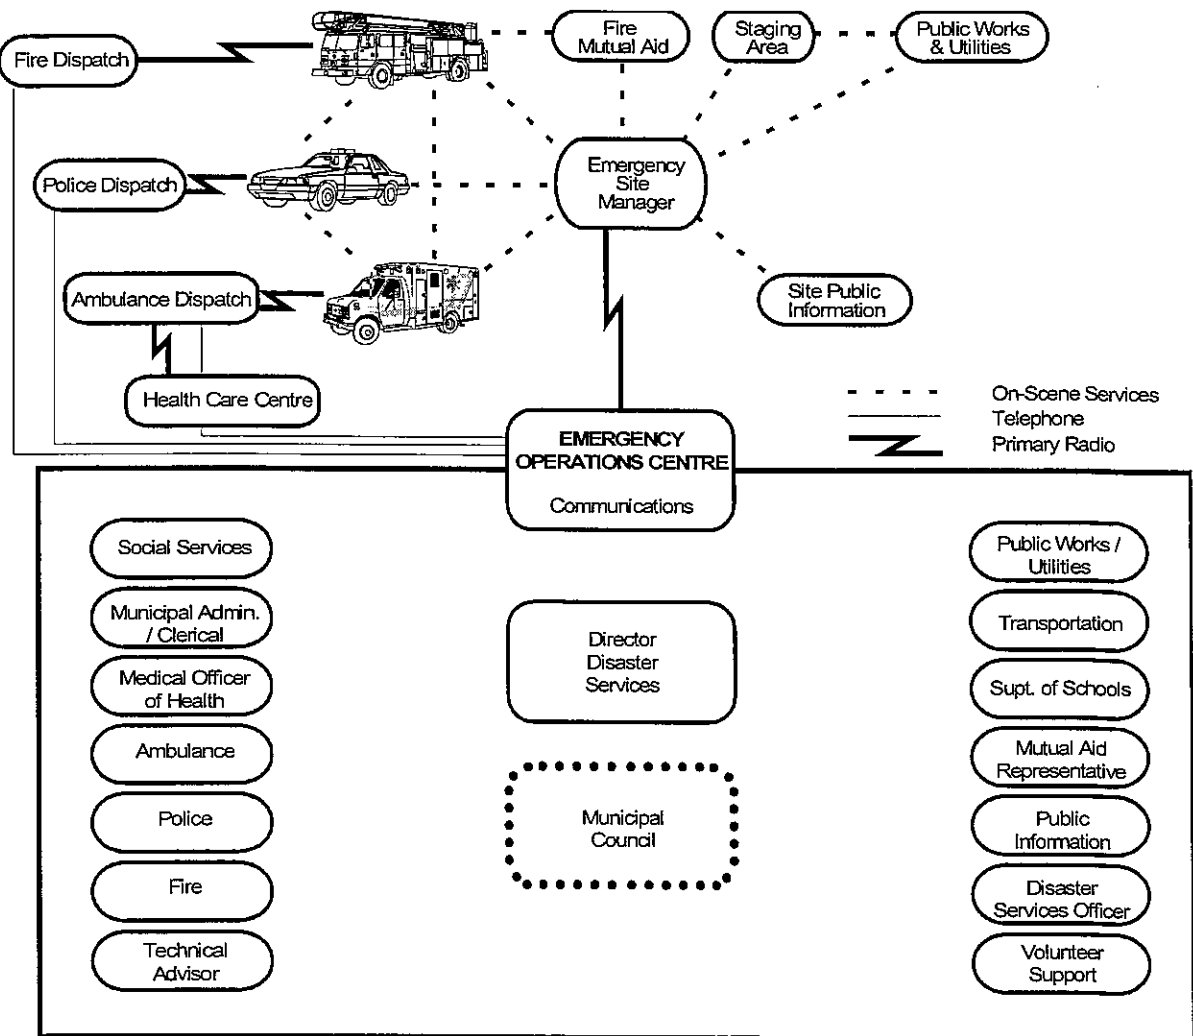 Fire Dispatch
Fire
Mutual Aid
Staging
Area
Public Works
& Utilities
Police Dispatch
Emergency
Site
Manager
Ambulance Dispatch
Site Public
Information
Health Care Centre
On-Scene Services
Telephone
Primary Radio
EMERGENCY
OPERATIONS CENTRE
Communications
Social Services
Municipal Admin.
/ Clerical
Medical Officer
of Health
Ambulance
Police
Fire
Technical
Advisor
Director
Disaster
Services
Municipal
Council
Public Works /
Utilities
Transportation
Supt. of Schools
Mutual Aid
Representative
Public
Information
Disaster
Services Officer
Volunteer
Support